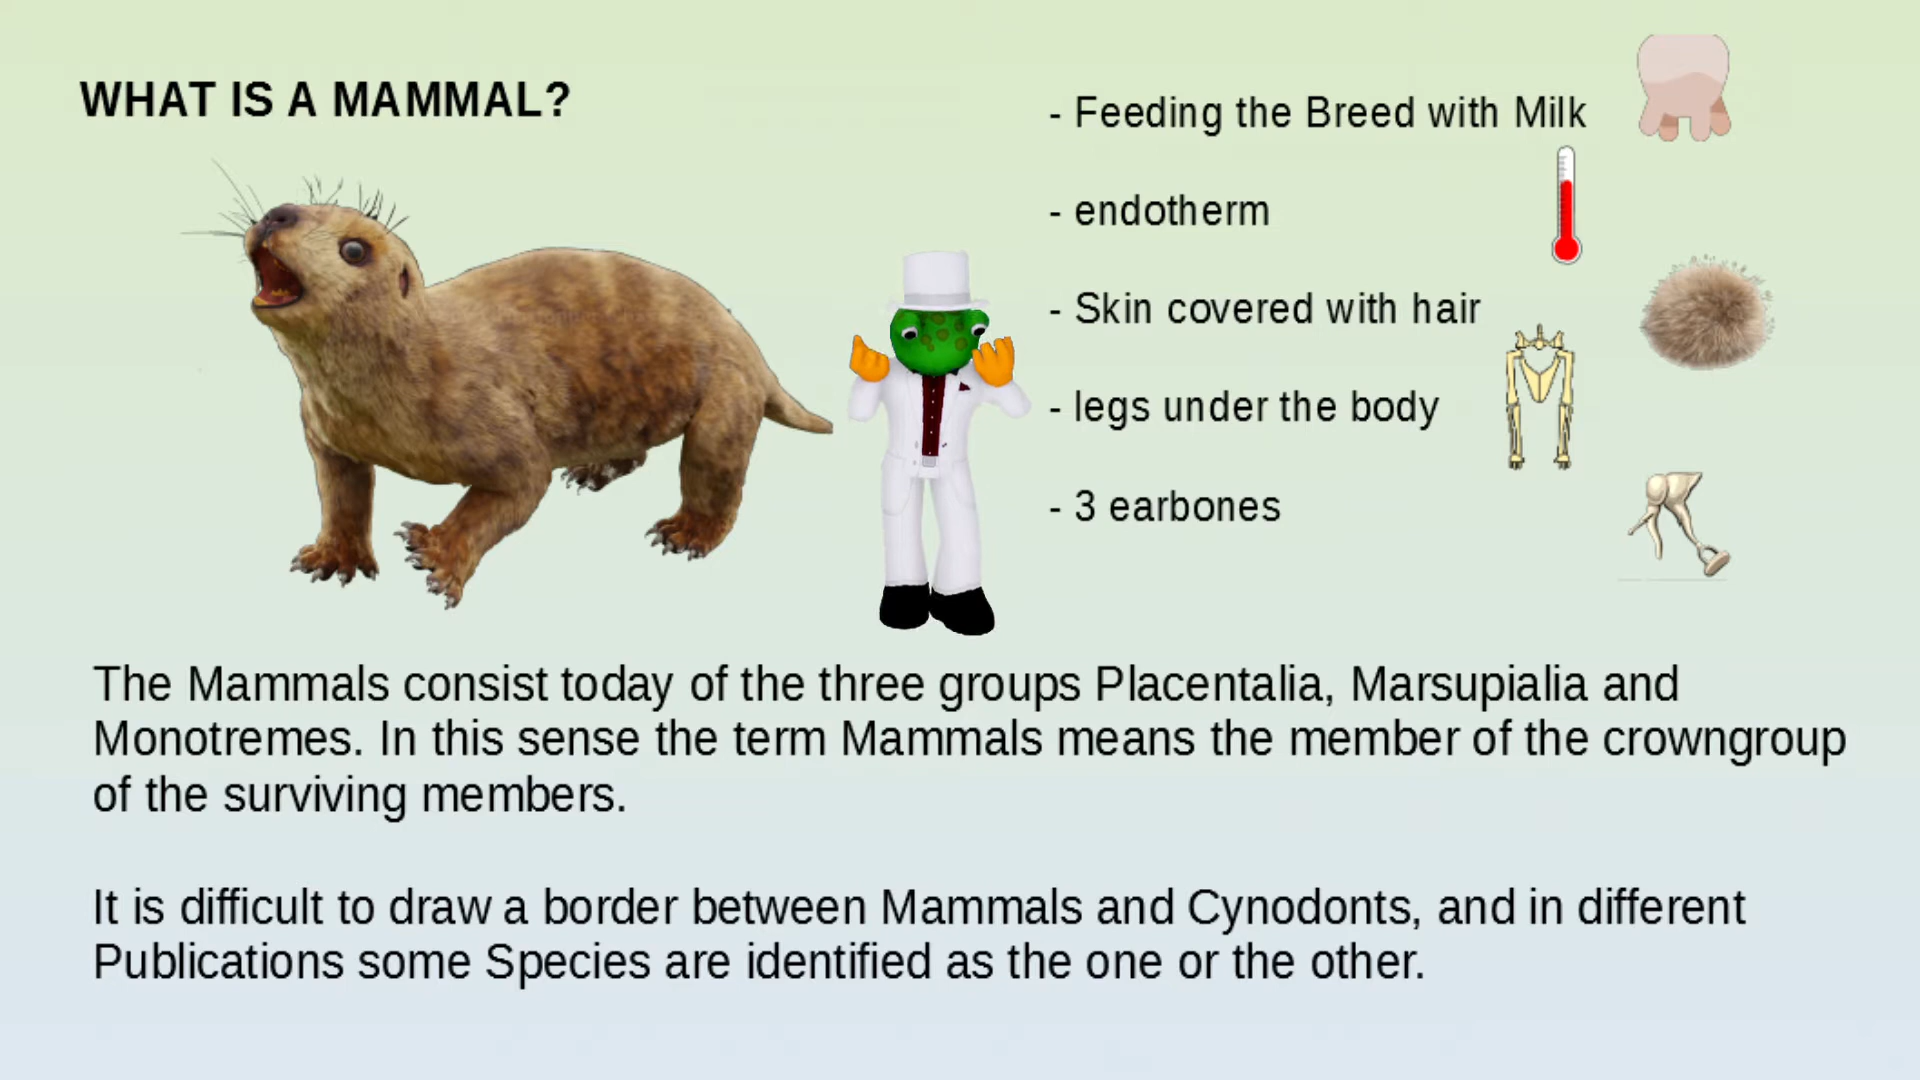 WHAT IS A MAMMAL?
- Feeding the Breed with Milk
- endotherm
- Skin covered with hair
- legs under the body
- 3 earbones
The Mammals consist today of the three groups Placentalia, Marsupialia and
Monotremes. In this sense the term Mammals means the member of the crowngroup
of the surviving members.
It is difficult to draw a border between Mammals and Cynodonts, and in different
Publications some Species are identified as the one or the other.